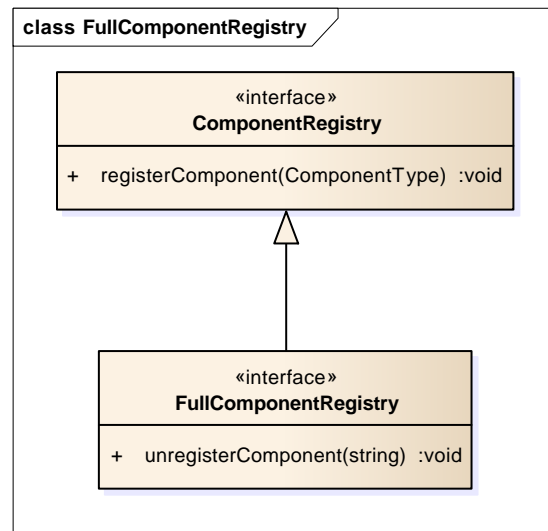 class FullComponentRegistry
«interface»
ComponentRegistry
+ registerComponent(ComponentType) :void
«interface»
FullComponentRegistry
+ unregisterComponent(string) :void